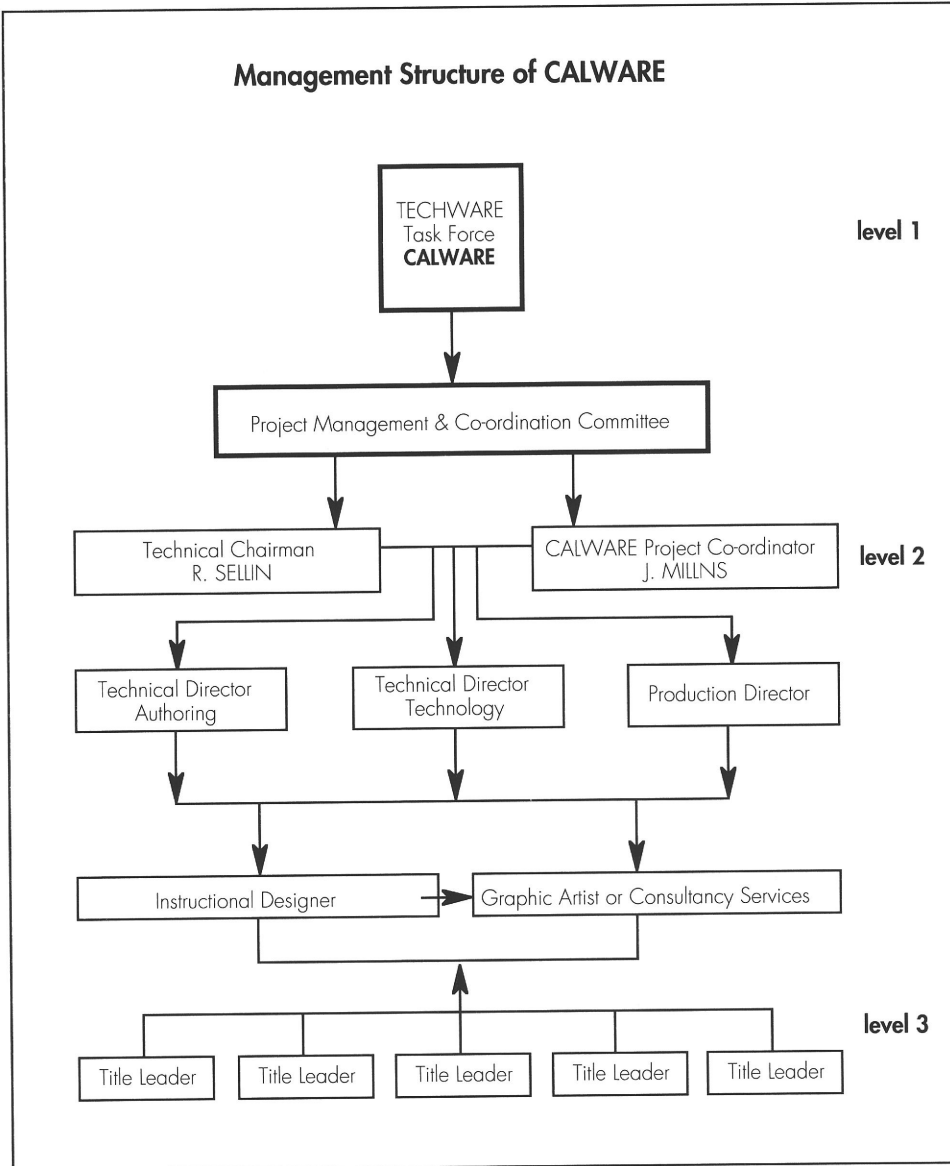 Management Structure of CALWARE
TECHWARE
Task Force
CALWARE
level 1
Project Management & Co-ordination Committee
Technical Chairman
R. SELLIN
CALWARE Project Co-ordinator
J. MILLNS
level 2
Technical Director
Authoring
Technical Director
Technology
Production Director
Instructional Designer
Graphic Artist or Consultancy Services
level 3
Title Leader
Title Leader
Title Leader
Title Leader
Title Leader